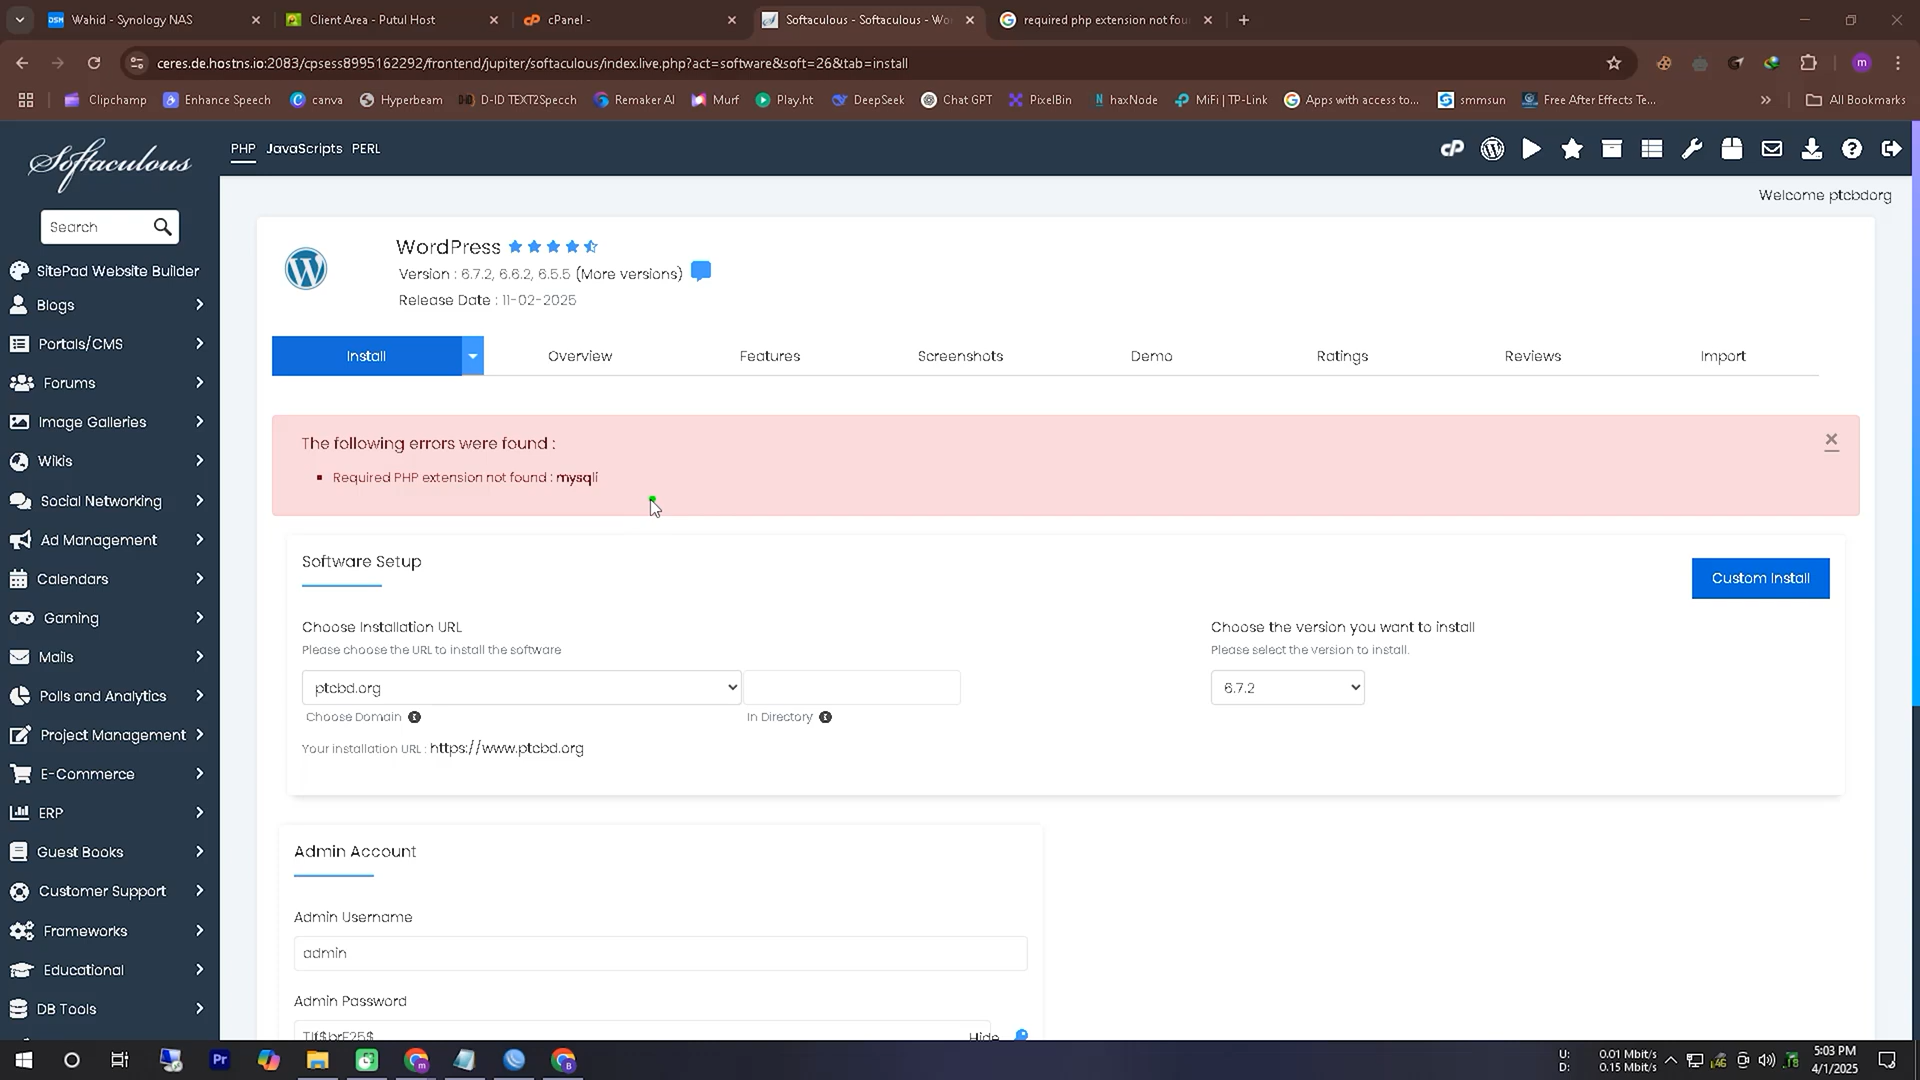 Wahid - Synology NAS
Client Area - Putul Host
cPanel -
Softaculous - Softaculous - Wo
required php extension not fou
ceres.de.hostns.io:2083/cpsess8995162292/frontend/jupiter/softaculous/index.live.php?act=software&soft=26&tab=install
m
Clipchamp
Enhance Speech
canva
Hyperbeam
D-ID TEXT2Specch
Remaker AI
Murf
Play.ht
DeepSeek
Chat GPT
PixelBin
haxNode
MiFi | TP-Link
Apps with access to...
smmsun
Free After Effects Te...
All Bookmarks
Softaculous
PHP JavaScripts PERL
Welcome ptcbdorg
Search
SitePad Website Builder
Blogs
Portals/CMS
Forums
Image Galleries
Wikis
Social Networking
Ad Management
Calendars
Gaming
Mails
Polls and Analytics
Project Management
E-Commerce
ERP
Guest Books
Customer Support
Frameworks
Educational
DB Tools
WordPress
Version : 6.7.2, 6.6.2, 6.5.5 (More versions)
Release Date : 11-02-2025
Install
Overview
Features
Screenshots
Demo
Ratings
Reviews
Import
The following errors were found :
Required PHP extension not found : mysqli
Software Setup
Custom Install
Choose Installation URL
Please choose the URL to install the software
ptcbd.org
Choose Domain
In Directory
Your installation URL : https://www.ptcbd.org
Choose the version you want to install
Please select the version to install.
6.7.2
Admin Account
Admin Username
admin
Admin Password
Hide
U: 0.01 Mbit/s
D: 0.15 Mbit/s
5:03 PM
4/1/2025